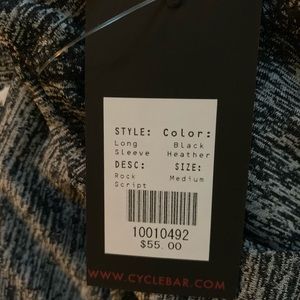 STYLE: Color:
Long Black
Sleeve Heather
DESC: SIZE:
Rock Medium
Script
10010492
$55.00
WWW.CYCLEBAR.COM